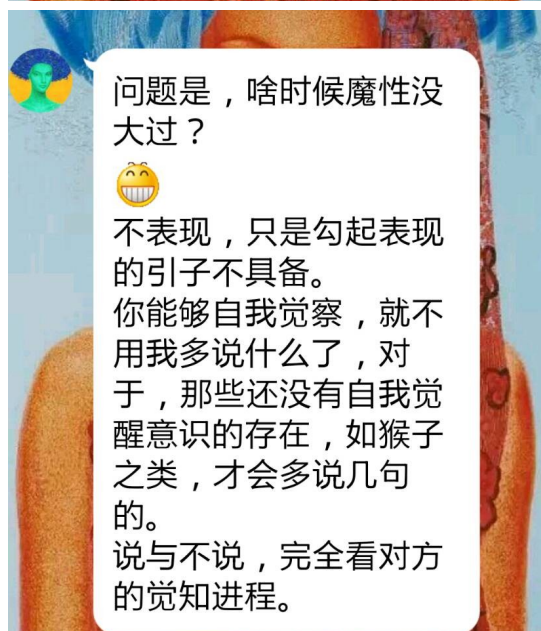 问题是，啥时候魔性没
大过？
不表现，只是勾起表现
的引子不具备。
你能够自我觉察，就不
用我多说什么了，对
于，那些还没有自我觉
醒意识的存在，如猴子
之类，才会多说几句
的。
说与不说，完全看对方
的觉知进程。